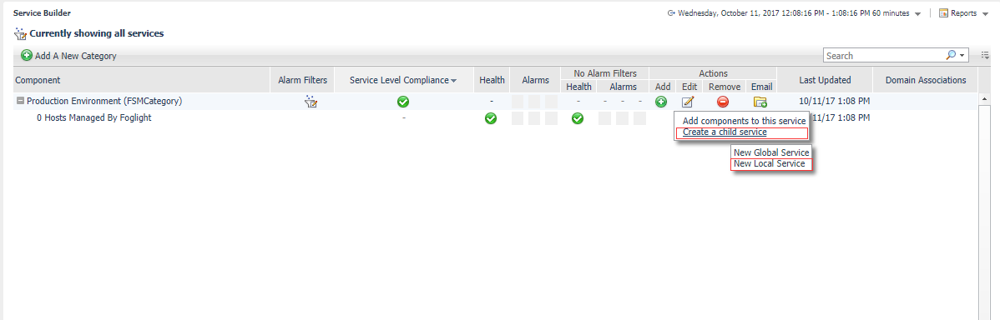 Service Builder
Wednesday, October 11, 2017 12:08:16 PM - 1:08:16 PM 60 minutes
Reports
Currently showing all services
Add A New Category
Search
Component
Alarm Filters
Service Level Compliance
Health
Alarms
No Alarm Filters
Health
Alarms
Actions
Add
Edit
Remove
Email
Last Updated
Domain Associations
Production Environment (FSMCategory)
-
- - - -
10/11/17 1:08 PM
0 Hosts Managed By Foglight
-
/11/17 1:08 PM
Add components to this service
Create a child service
New Global Service
New Local Service